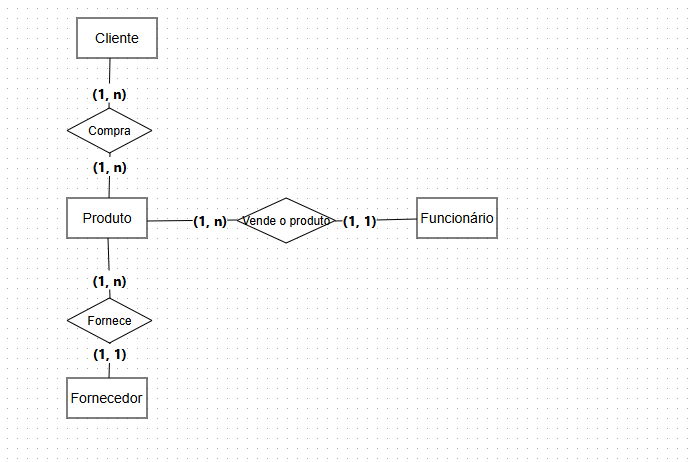 Cliente
(1, n)
Compra
(1, n)
Produto
(1, n)
Vende o produto
(1, 1)
Funcionário
(1, n)
Fornece
(1, 1)
Fornecedor